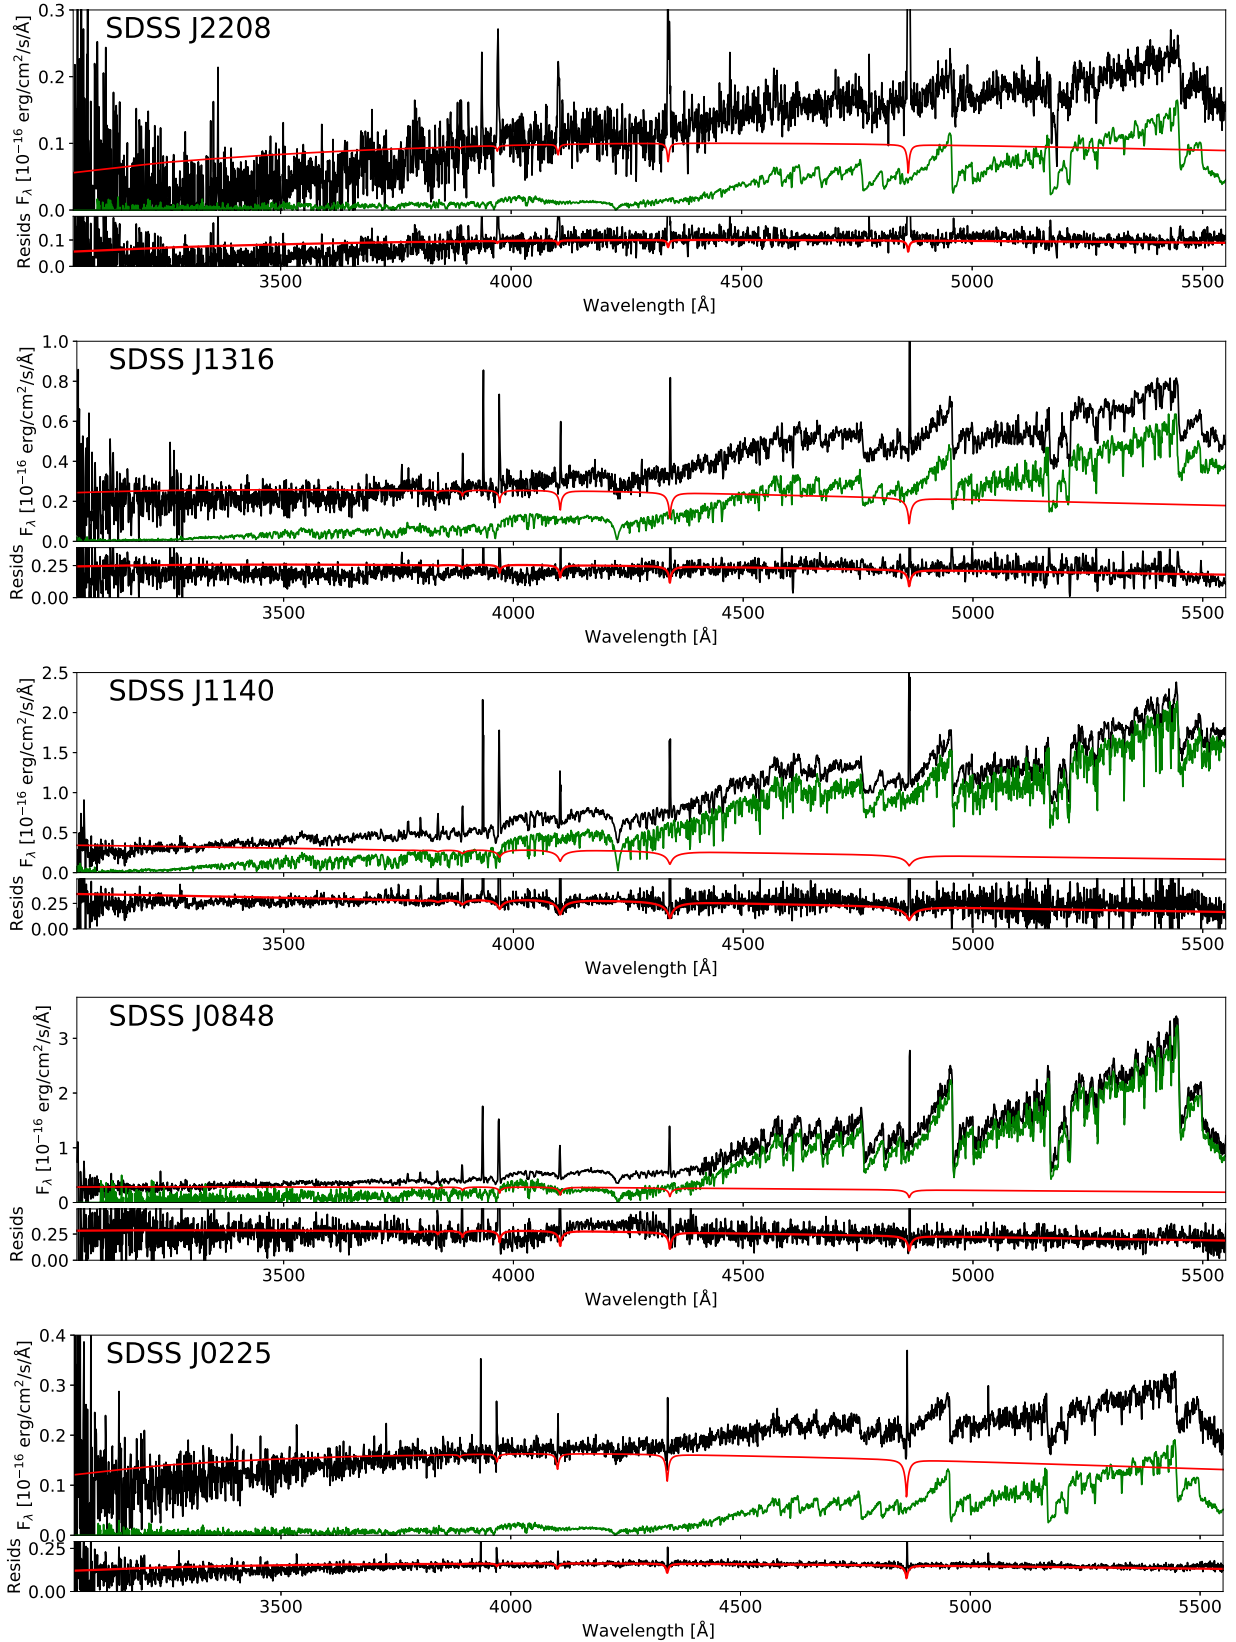 SDSS J2208
0.3
0.2
0.1
0.0
F_λ [10⁻¹⁶ erg/cm²/s/Å]
0.1
0.0
Resids
3500 4000 4500 5000 5500
Wavelength [Å]
SDSS J1316
1.0
0.8
0.6
0.4
0.2
0.0
F_λ [10⁻¹⁶ erg/cm²/s/Å]
0.25
0.00
Resids
3500 4000 4500 5000 5500
Wavelength [Å]
SDSS J1140
2.5
2.0
1.5
1.0
0.5
0.0
F_λ [10⁻¹⁶ erg/cm²/s/Å]
0.25
0.00
Resids
3500 4000 4500 5000 5500
Wavelength [Å]
SDSS J0848
3
2
1
0
F_λ [10⁻¹⁶ erg/cm²/s/Å]
0.25
0.00
Resids
3500 4000 4500 5000 5500
Wavelength [Å]
SDSS J0225
0.4
0.3
0.2
0.1
0.0
F_λ [10⁻¹⁶ erg/cm²/s/Å]
0.25
0.00
Resids
3500 4000 4500 5000 5500
Wavelength [Å]